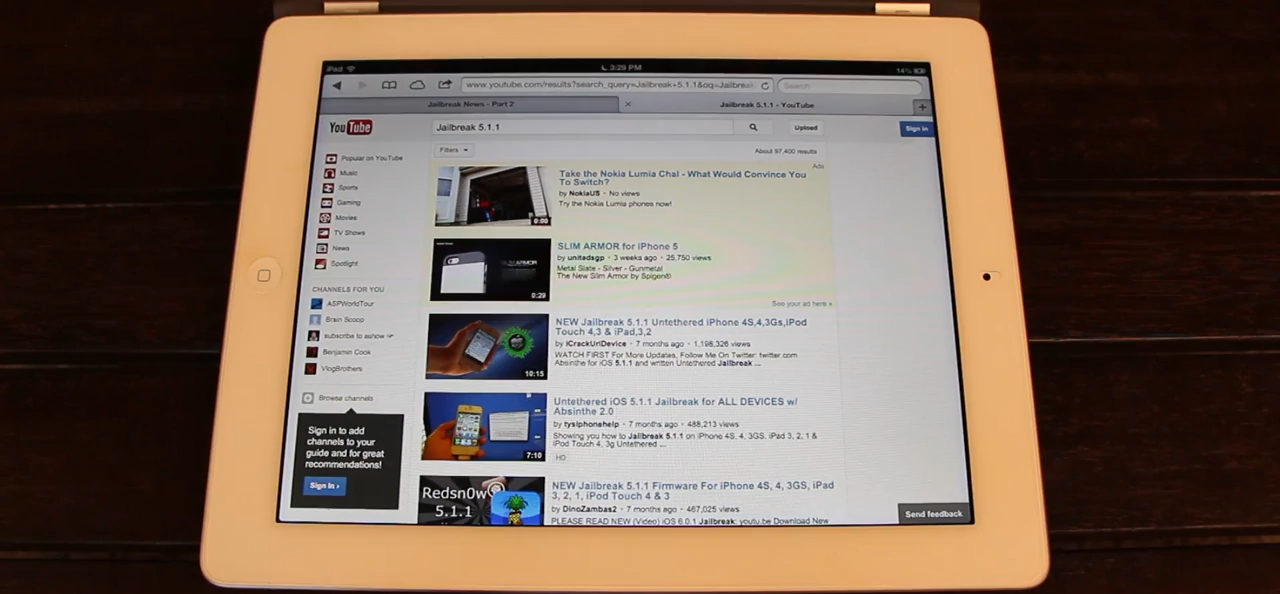 iPad
3:29 PM
14%
www.youtube.com/results?search_query=Jailbreak+5.1.1&oq=Jailbreak
Search
Jailbreak News - Part 2
Jailbreak 5.1.1 - YouTube
YouTube
Jailbreak 5.1.1
Upload
Sign In
Filters
About 97,400 results
Popular on YouTube
Music
Sports
Gaming
Movies
TV Shows
News
Spotlight
CHANNELS FOR YOU
ASPWorldTour
Brain Scoop
subscribe to ashow
Benjamin Cook
VlogBrothers
Browse channels
Sign in to add
channels to your
guide and for great
recommendations!
Sign In ›
Ads
Take the Nokia Lumia Chal - What Would Convince You
To Switch?
by NokiaUS · No views
Try the Nokia Lumia phones now!
0:00
SLIM ARMOR for iPhone 5
by unitedsgp · 3 weeks ago · 25,750 views
Metal Slate - Silver - Gunmetal
The New Slim Armor by Spigen®
SLIM ARMOR
0:29
See your ad here »
NEW Jailbreak 5.1.1 Untethered iPhone 4S,4,3Gs,iPod
Touch 4,3 & iPad,3,2
by iCrackUriDevice · 7 months ago · 1,198,326 views
WATCH FIRST For More Updates, Follow Me On Twitter: twitter.com
Absinthe for iOS 5.1.1 and written Untethered Jailbreak ...
10:15
Untethered iOS 5.1.1 Jailbreak for ALL DEVICES w/
Absinthe 2.0
by tysiphonehelp · 7 months ago · 488,213 views
Showing you how to Jailbreak 5.1.1 on iPhone 4S, 4, 3GS, iPad 3, 2, 1 &
iPod Touch 4, 3g Untethered ...
HD
7:10
NEW Jailbreak 5.1.1 Firmware For iPhone 4S, 4, 3GS, iPad
3, 2, 1, iPod Touch 4 & 3
by DinoZambas2 · 7 months ago · 467,025 views
PLEASE READ NEW (Video) iOS 6.0.1 Jailbreak: youtu.be Download New
Redsn0w
5.1.1
Send feedback